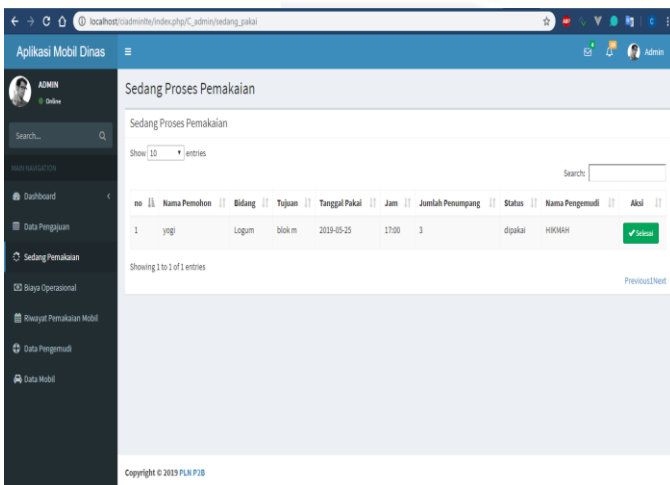 localhost/ciadminlte/index.php/C_admin/sedang_pakai
Aplikasi Mobil Dinas
Admin
ADMIN
Online
Search...
MAIN NAVIGATION
Dashboard
Data Pengajuan
Sedang Pemakaian
Biaya Operasional
Riwayat Pemakaian Mobil
Data Pengemudi
Data Mobil
Sedang Proses Pemakaian
Sedang Proses Pemakaian
Show 10 entries
Search:
no Nama Pemohon Bidang Tujuan Tanggal Pakai Jam Jumlah Penumpang Status Nama Pengemudi Aksi
1 yogi Logum blok m 2019-05-25 17:00 3 dipakai HIKMAH Selesai
Showing 1 to 1 of 1 entries
Previous1Next
Copyright © 2019 PLN P2B